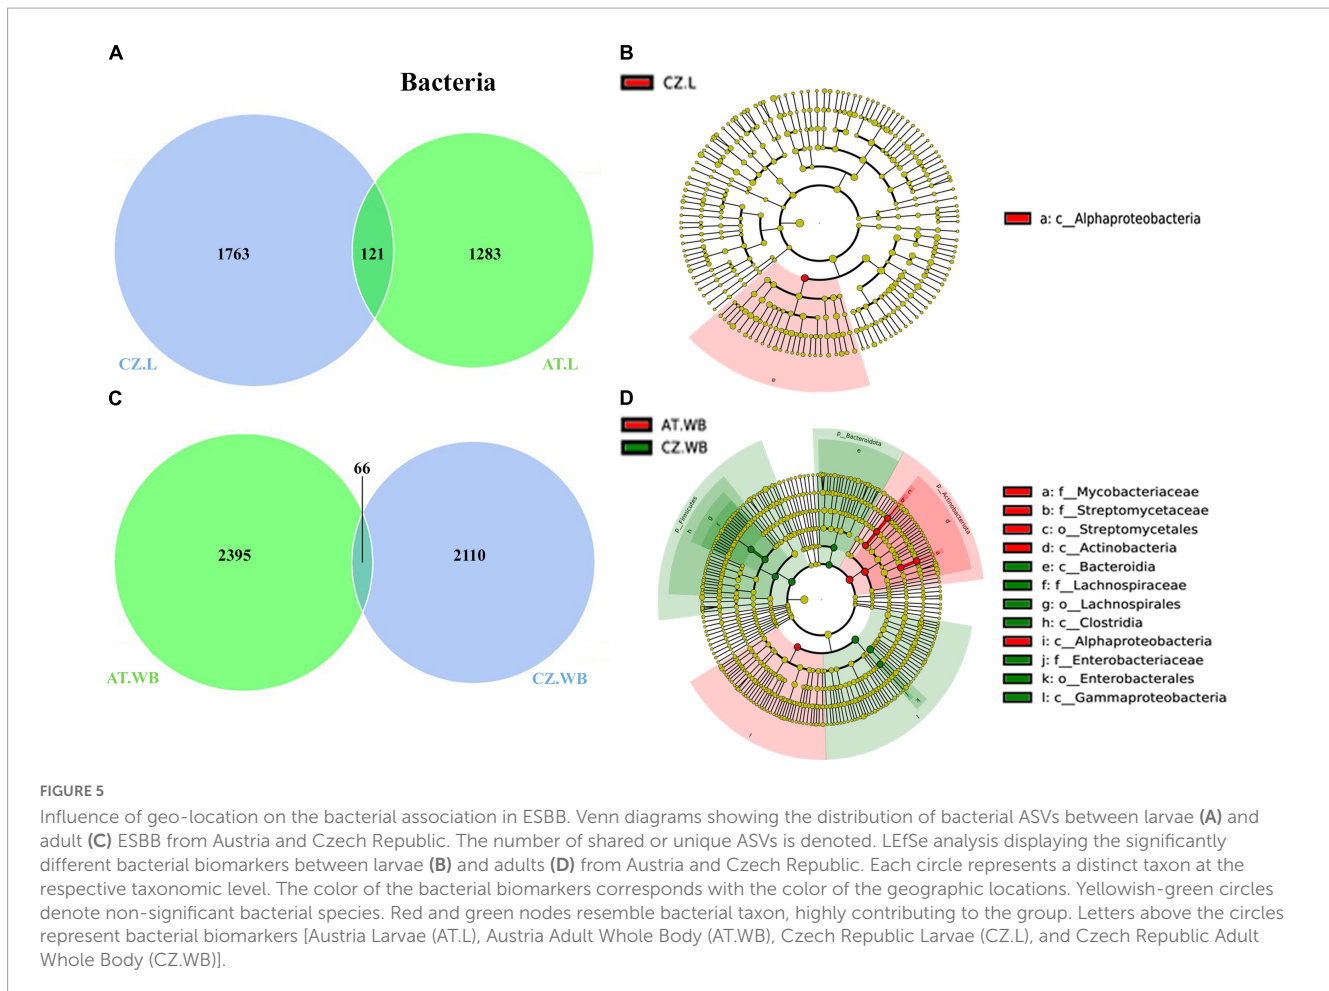 A
Bacteria
1763
121
1283
CZ.L
AT.L
B
CZ.L
a
a: c__Alphaproteobacteria
C
66
2395
2110
AT.WB
CZ.WB
D
AT.WB
CZ.WB
p__Bacteroidota
e
p__Actinobacteriota
d
p__Firmicutes
g
f
h
i
l
a: f__Mycobacteriaceae
b: f__Streptomycetaceae
c: o__Streptomycetales
d: c__Actinobacteria
e: c__Bacteroidia
f: f__Lachnospiraceae
g: o__Lachnospirales
h: c__Clostridia
i: c__Alphaproteobacteria
j: f__Enterobacteriaceae
k: o__Enterobacterales
l: c__Gammaproteobacteria
FIGURE 5
Influence of geo-location on the bacterial association in ESBB. Venn diagrams showing the distribution of bacterial ASVs between larvae (A) and
adult (C) ESBB from Austria and Czech Republic. The number of shared or unique ASVs is denoted. LEfSe analysis displaying the significantly
different bacterial biomarkers between larvae (B) and adults (D) from Austria and Czech Republic. Each circle represents a distinct taxon at the
respective taxonomic level. The color of the bacterial biomarkers corresponds with the color of the geographic locations. Yellowish-green circles
denote non-significant bacterial species. Red and green nodes resemble bacterial taxon, highly contributing to the group. Letters above the circles
represent bacterial biomarkers [Austria Larvae (AT.L), Austria Adult Whole Body (AT.WB), Czech Republic Larvae (CZ.L), and Czech Republic Adult
Whole Body (CZ.WB)].